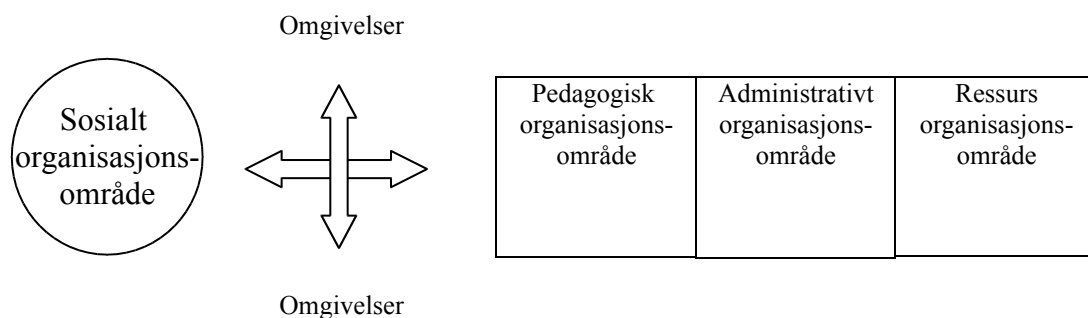 Omgivelser
Sosialt
organisasjons-
område
Pedagogisk
organisasjons-
område
Administrativt
organisasjons-
område
Ressurs
organisasjons-
område
Omgivelser